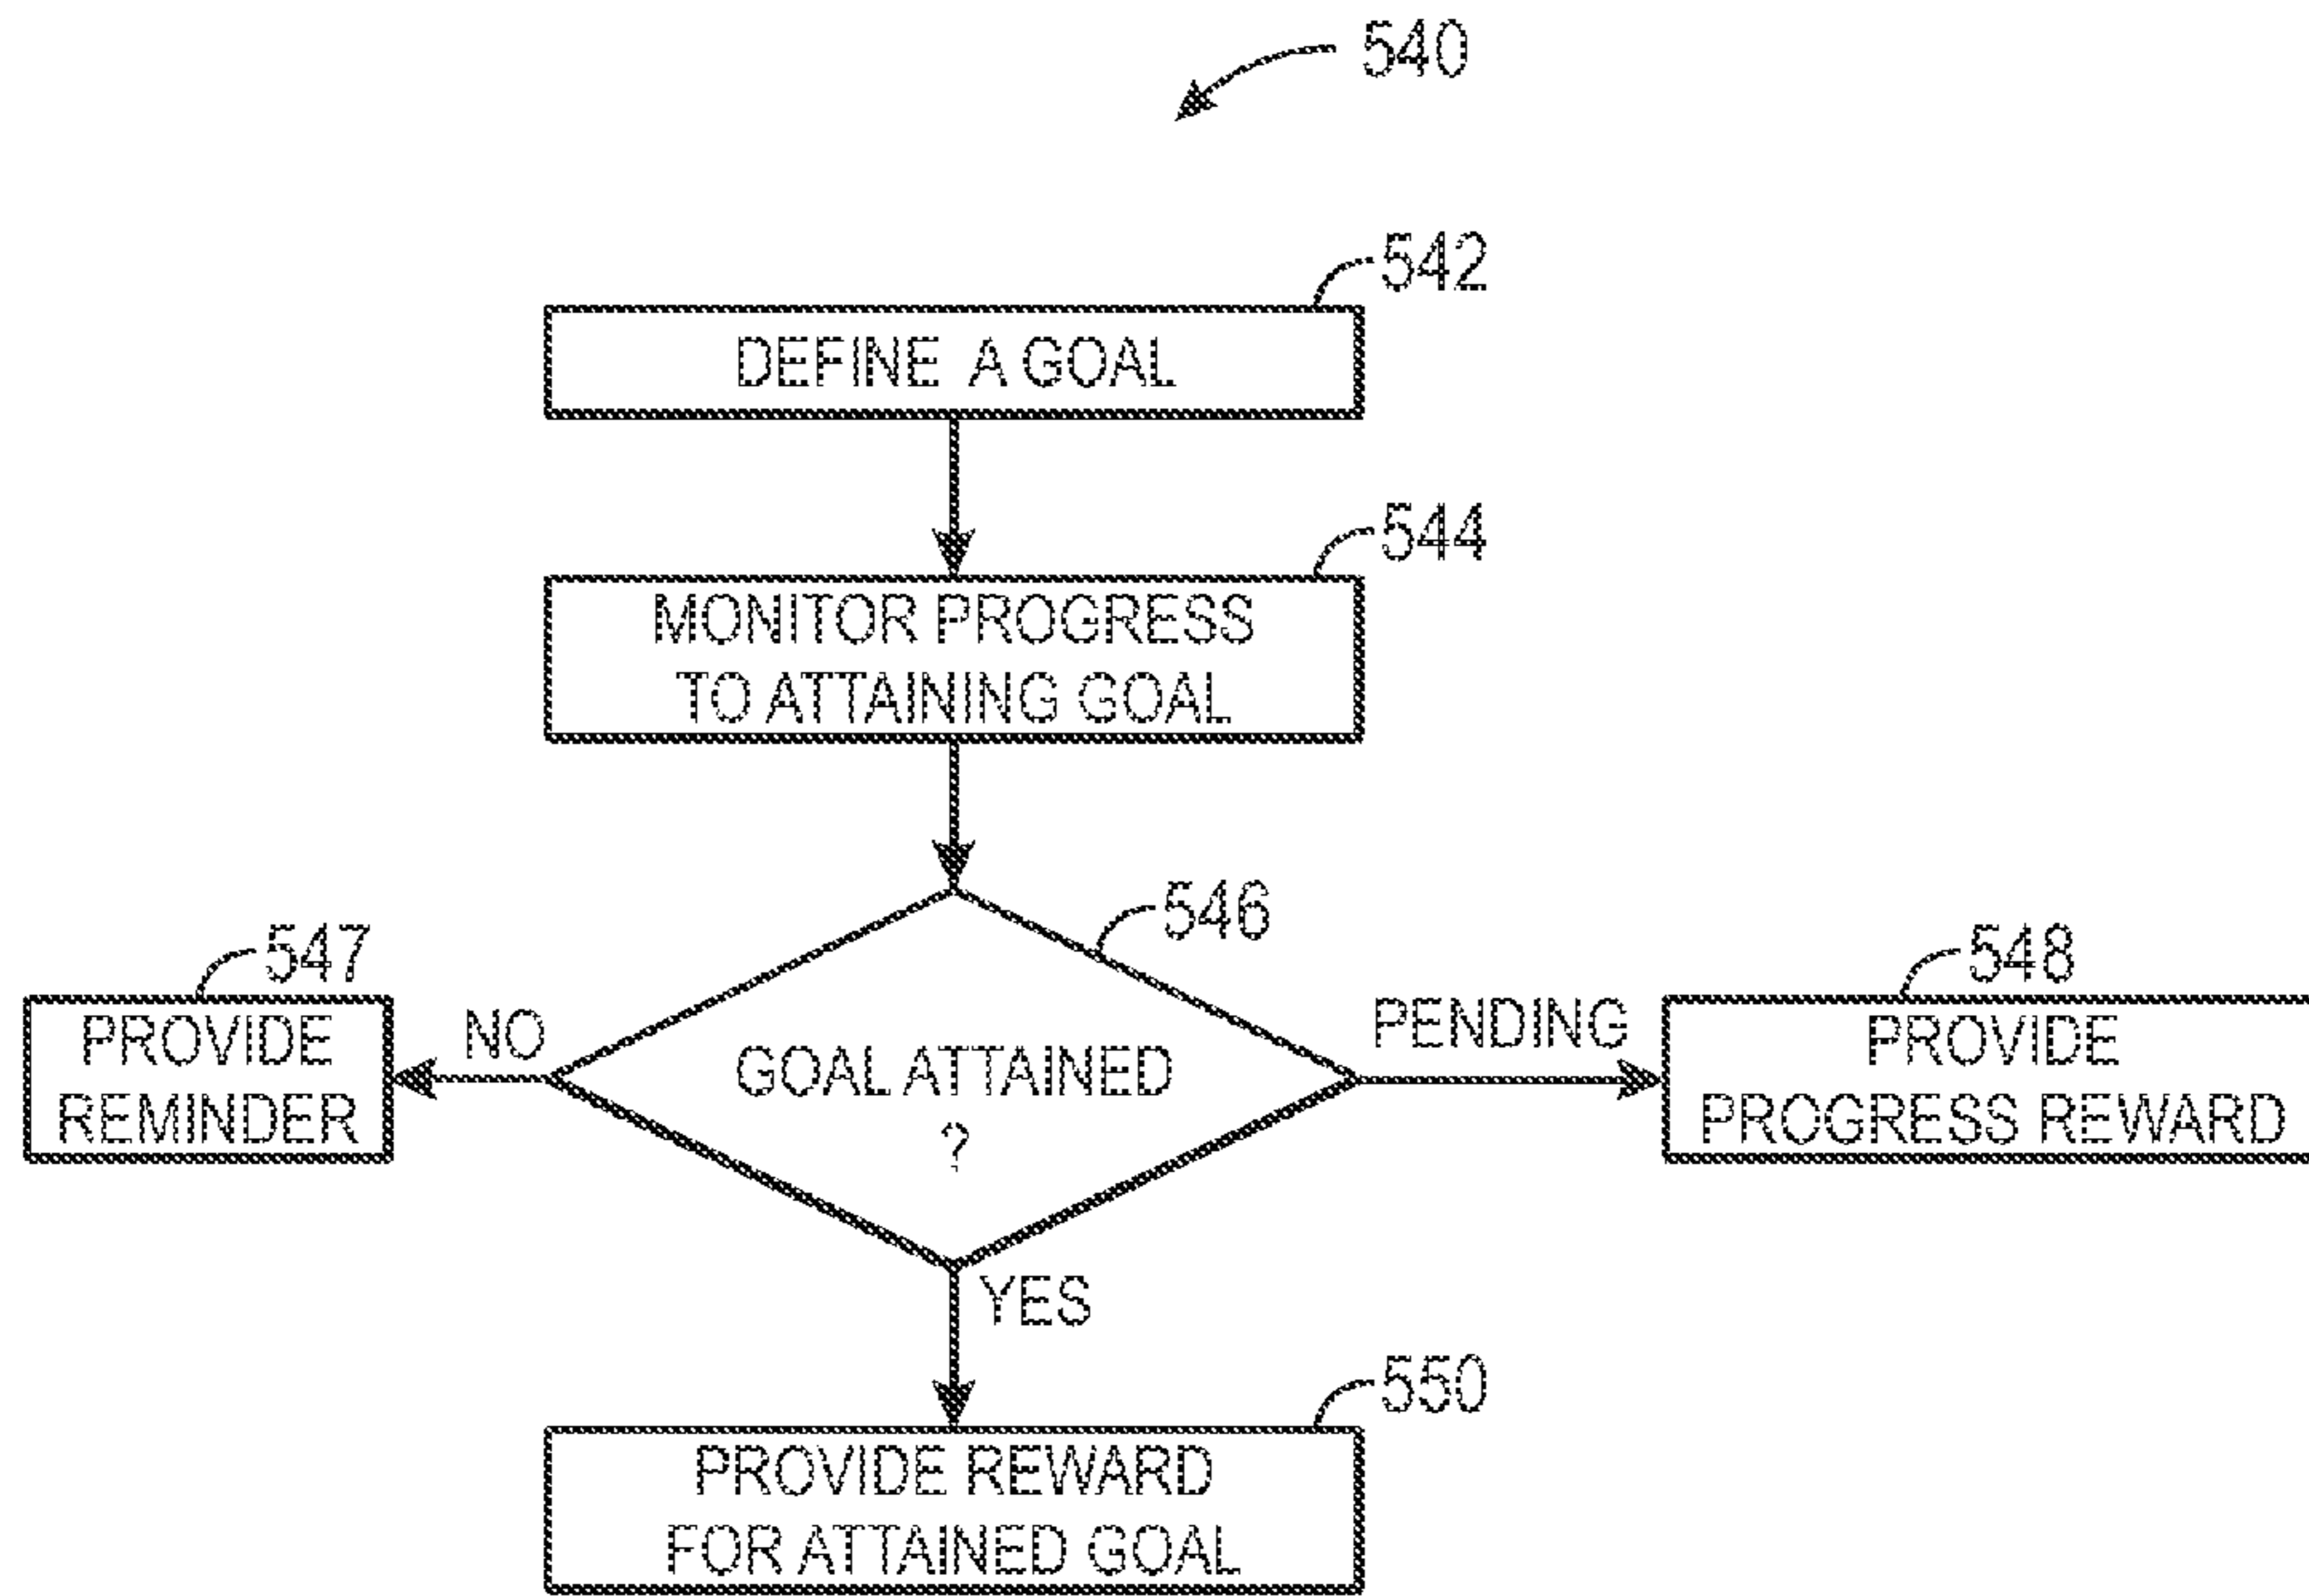 540
542
DEFINE A GOAL
544
MONITOR PROGRESS
TO ATTAINING GOAL
546
547
548
NO
PENDING
PROVIDE
REMINDER
GOAL ATTAINED
?
PROVIDE
PROGRESS REWARD
YES
550
PROVIDE REWARD
FOR ATTAINED GOAL